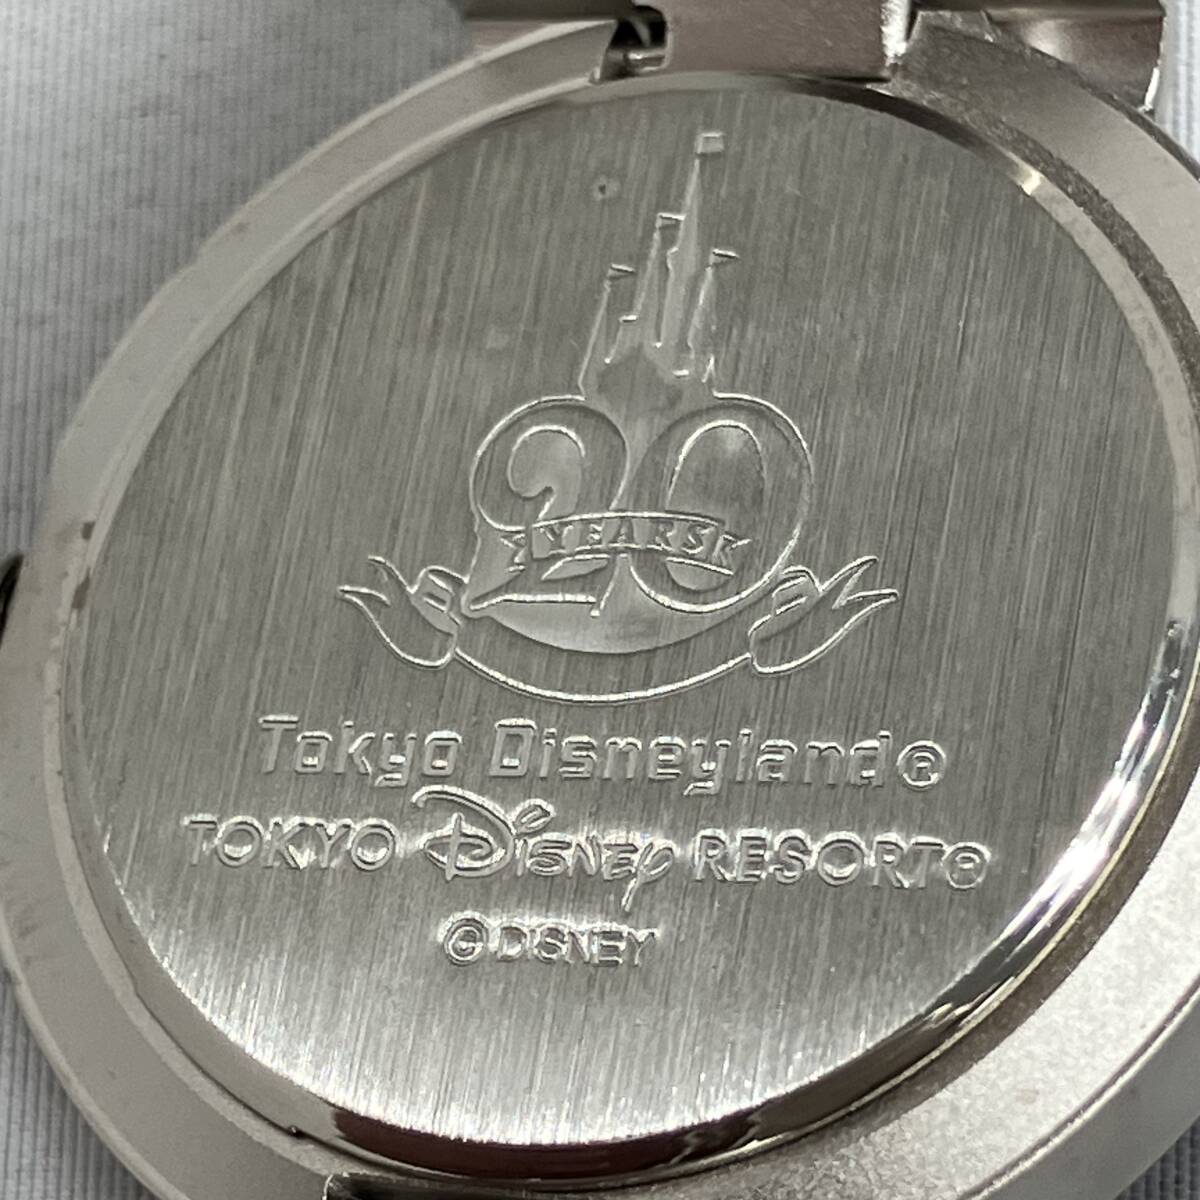 20
YEARS
Tokyo Disneyland®
TOKYO Disney RESORT®
©DISNEY